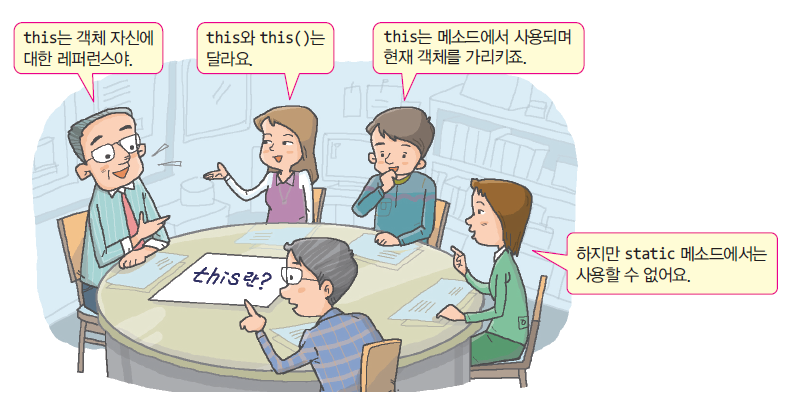 this는 객체 자신에
대한 레퍼런스야.
this와 this()는
달라요.
this는 메소드에서 사용되며
현재 객체를 가리키죠.
하지만 static 메소드에서는
사용할 수 없어요.
this란?